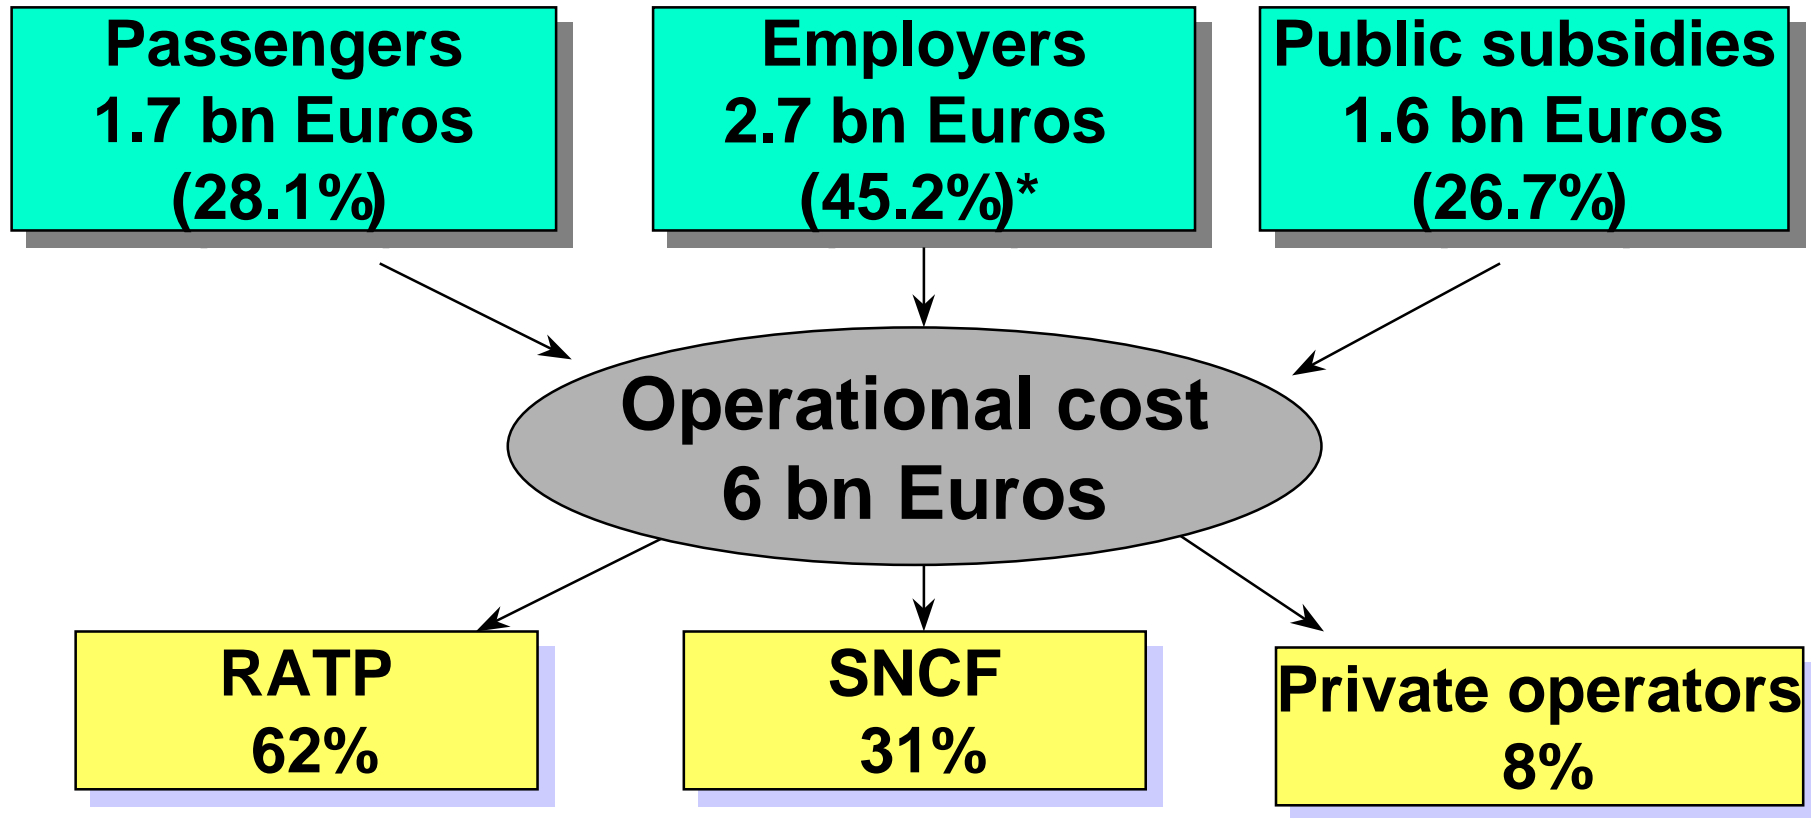 Passengers
1.7 bn Euros
(28.1%)
Employers
2.7 bn Euros
(45.2%)*
Public subsidies
1.6 bn Euros
(26.7%)
Operational cost
6 bn Euros
RATP
62%
SNCF
31%
Private operators
8%